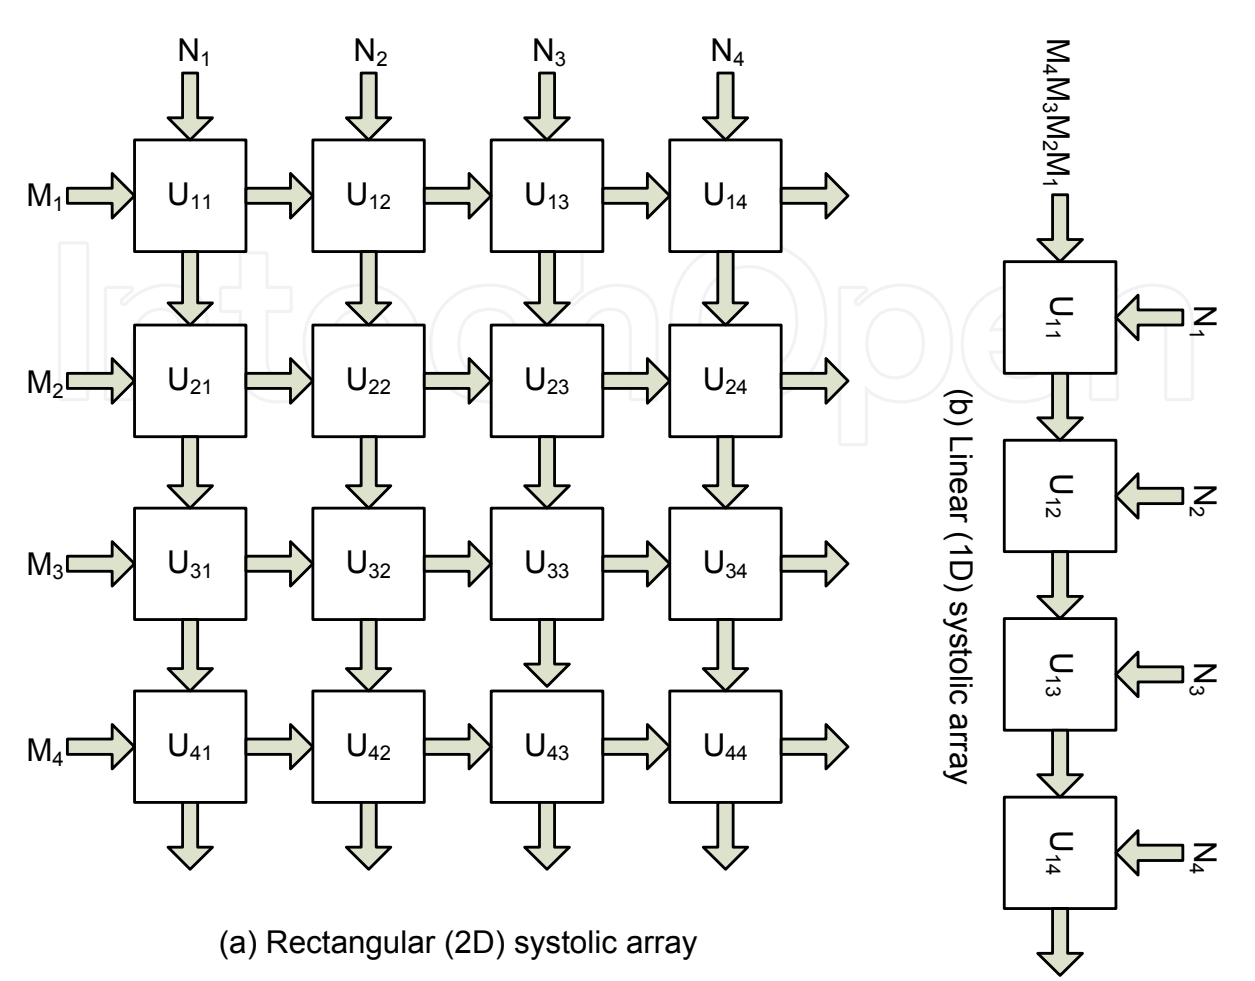 N₁ N₂ N₃ N₄
M₁ U₁₁ U₁₂ U₁₃ U₁₄
M₂ U₂₁ U₂₂ U₂₃ U₂₄
M₃ U₃₁ U₃₂ U₃₃ U₃₄
M₄ U₄₁ U₄₂ U₄₃ U₄₄
(a) Rectangular (2D) systolic array
M₄M₃M₂M₁
U₁₁ N₁
U₁₂ N₂
U₁₃ N₃
U₁₄ N₄
(b) Linear (1D) systolic array
IntechOpen